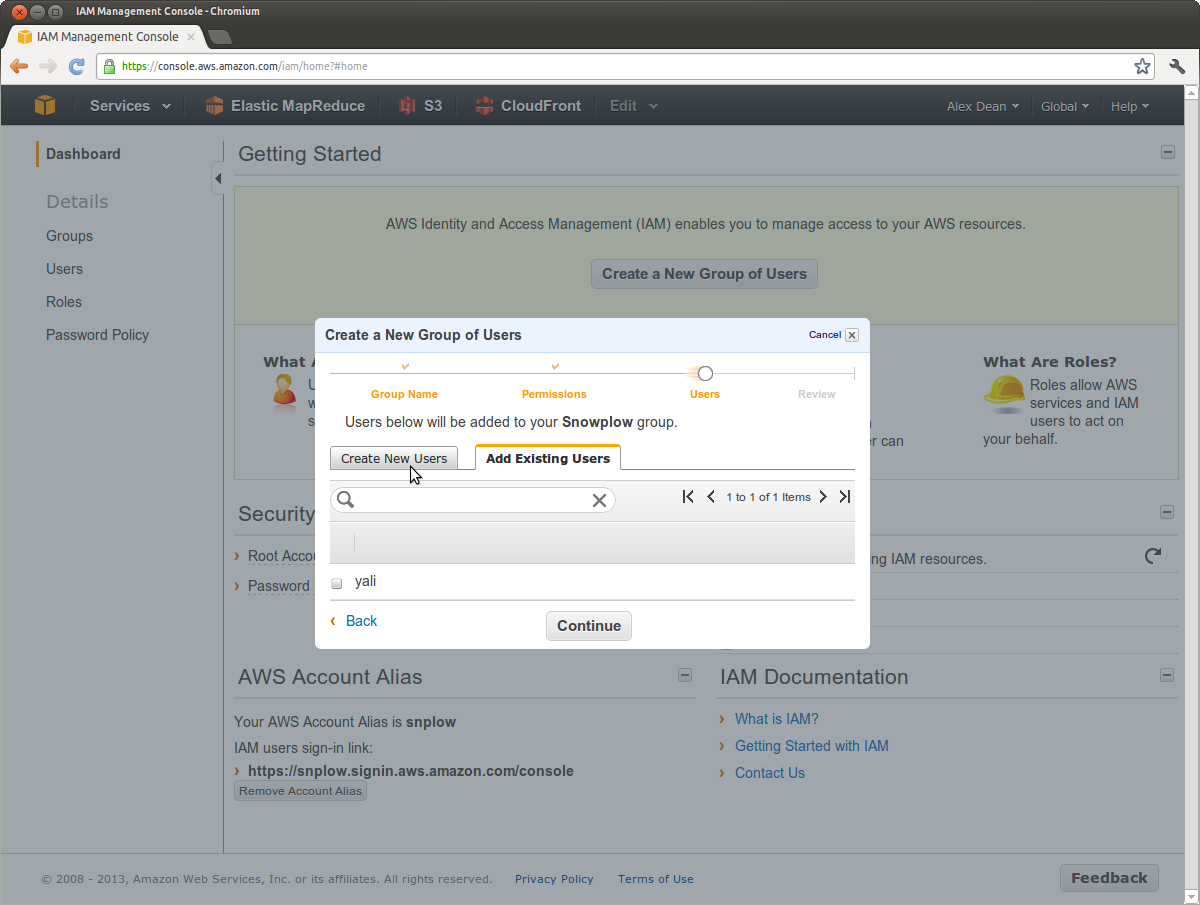 IAM Management Console - Chromium
IAM Management Console
https://console.aws.amazon.com/iam/home?#home
Services
Elastic MapReduce
S3
CloudFront
Edit
Alex Dean
Global
Help
Dashboard
Details
Groups
Users
Roles
Password Policy
Getting Started
AWS Identity and Access Management (IAM) enables you to manage access to your AWS resources.
Create a New Group of Users
What
What Are Roles?
Roles allow AWS
services and IAM
users to act on
your behalf.
er can
Create a New Group of Users
Cancel
Group Name
Permissions
Users
Review
Users below will be added to your Snowplow group.
Create New Users
Add Existing Users
1 to 1 of 1 Items
yali
Back
Continue
Security
Root Accou
Password
ng IAM resources.
AWS Account Alias
Your AWS Account Alias is snplow
IAM users sign-in link:
https://snplow.signin.aws.amazon.com/console
Remove Account Alias
IAM Documentation
What is IAM?
Getting Started with IAM
Contact Us
© 2008 - 2013, Amazon Web Services, Inc. or its affiliates. All rights reserved.
Privacy Policy
Terms of Use
Feedback